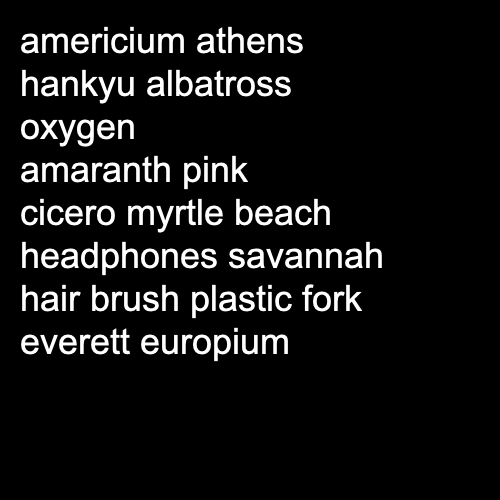 americium athens
hankyu albatross
oxygen
amaranth pink
cicero myrtle beach
headphones savannah
hair brush plastic fork
everett europium